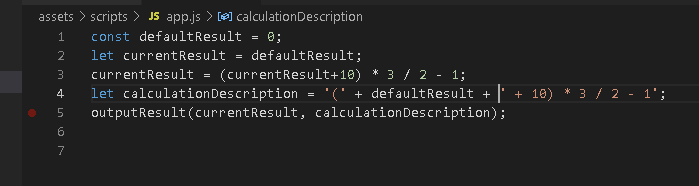 assets > scripts > JS app.js > calculationDescription
1 const defaultResult = 0;
2 let currentResult = defaultResult;
3 currentResult = (currentResult+10) * 3 / 2 - 1;
4 let calculationDescription = "(" + defaultResult + " + 10) * 3 / 2 - 1";
5 outputResult(currentResult, calculationDescription);
6
7